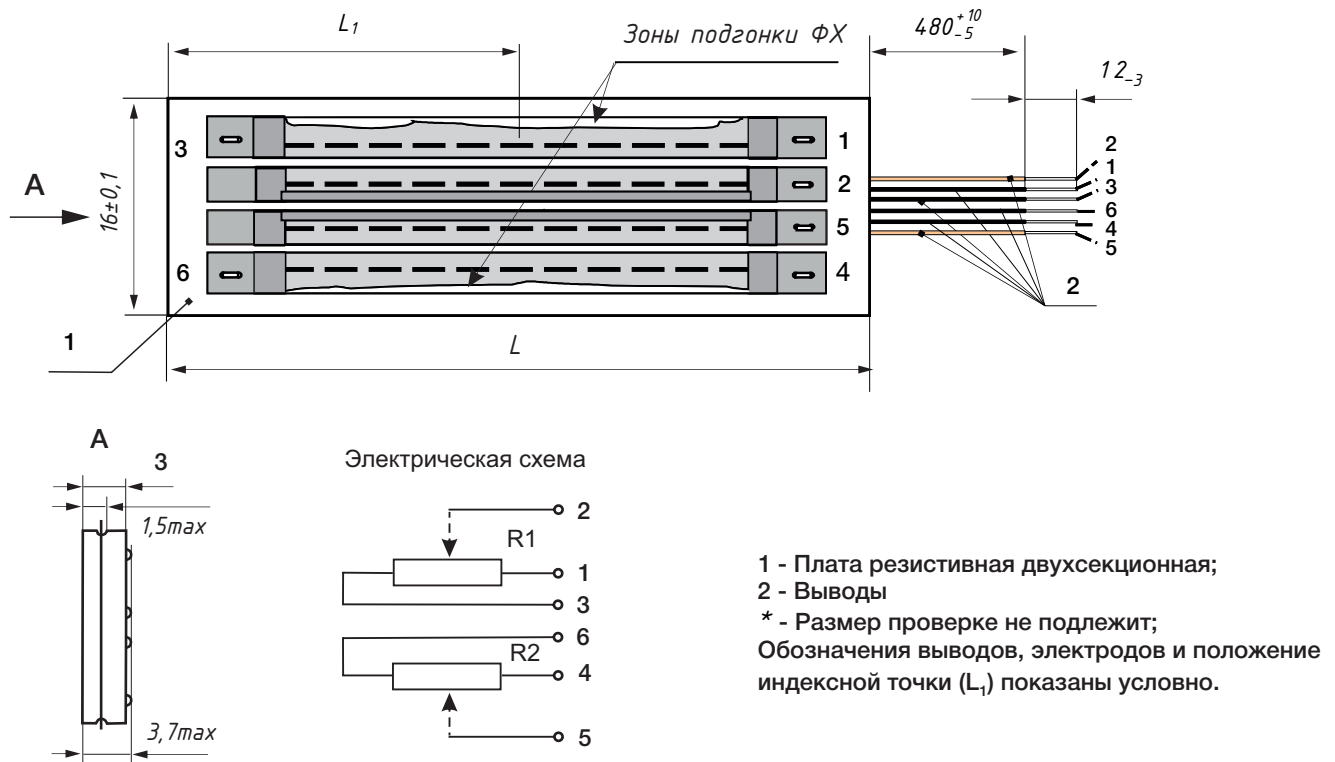 L₁
Зоны подгонки ФХ
480 +10 -5
12-3
3
1
2
5
6
4
А
16±0,1
2
1
3
6
4
5
2
1
L
А
3
1,5max
3,7max
Электрическая схема
2
R1
1
3
6
R2
4
5
1 - Плата резистивная двухсекционная;
2 - Выводы
* - Размер проверке не подлежит;
Обозначения выводов, электродов и положение
индексной точки (L₁) показаны условно.